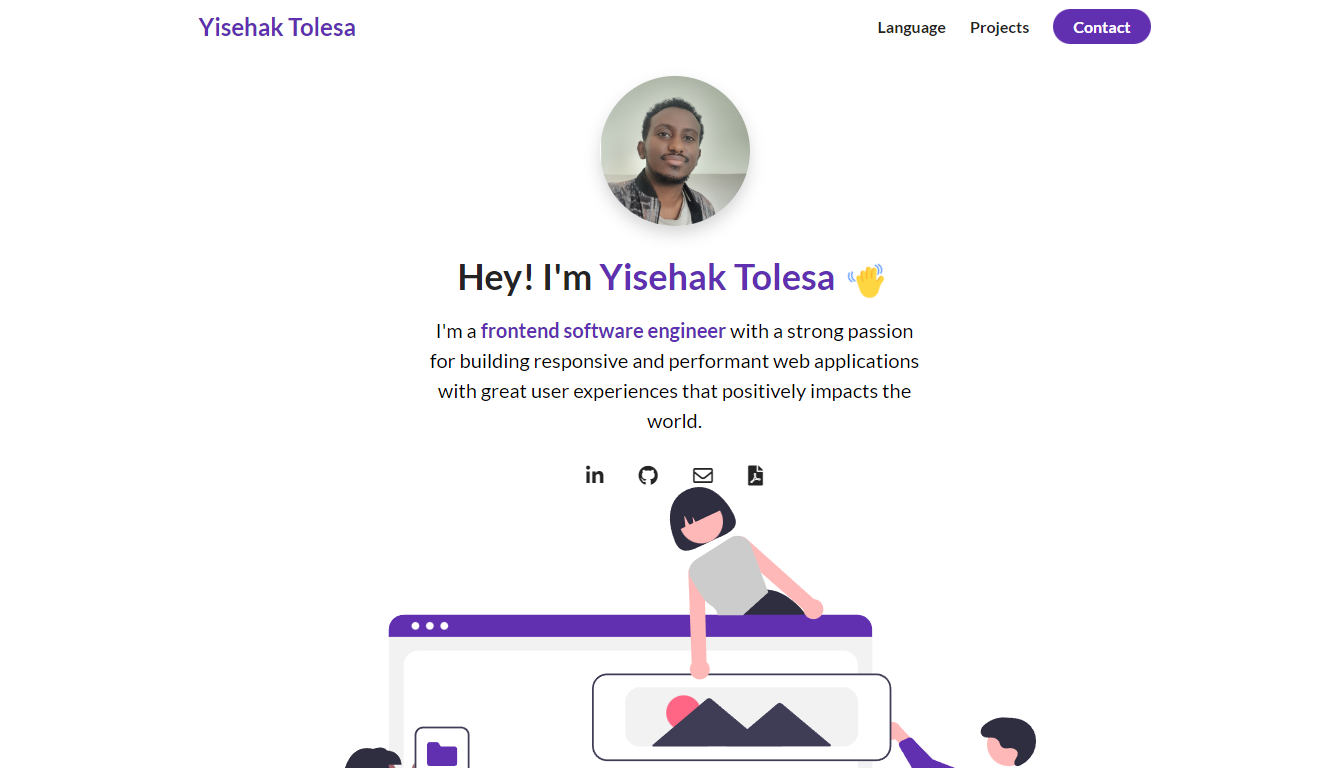 Yisehak Tolesa
Language Projects Contact
Hey! I'm Yisehak Tolesa 👋
I'm a frontend software engineer with a strong passion
for building responsive and performant web applications
with great user experiences that positively impacts the
world.